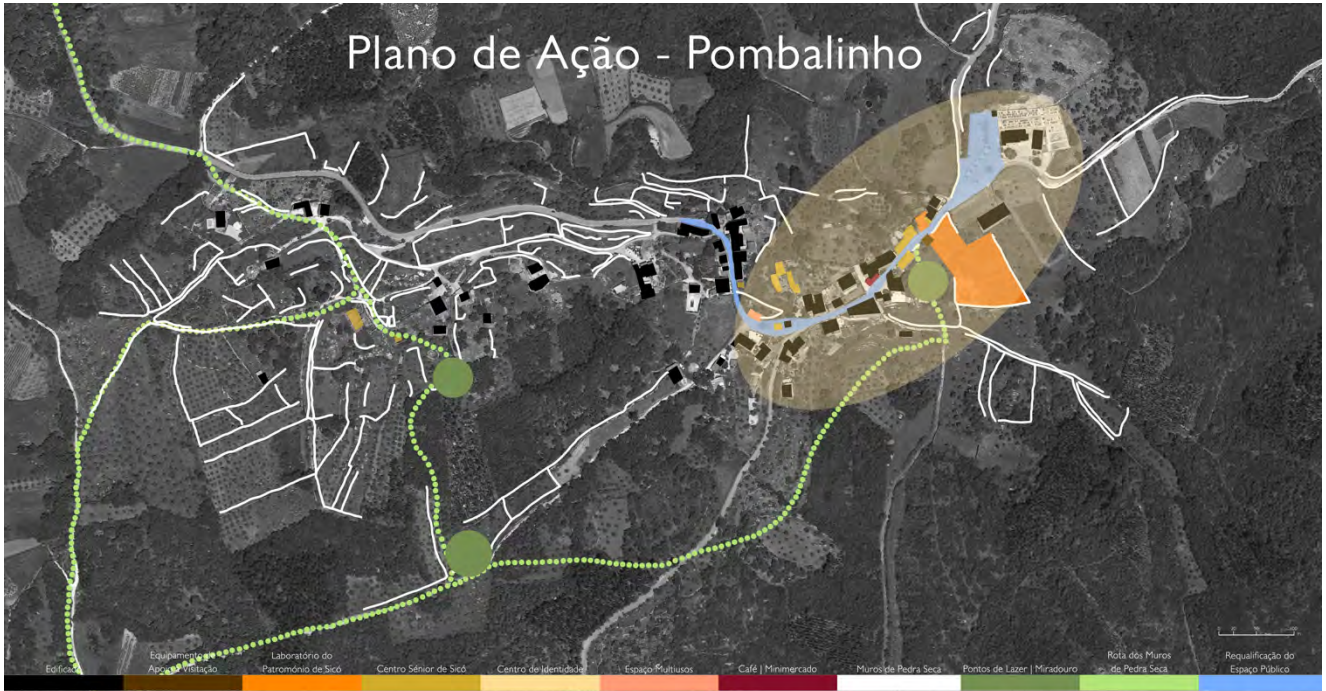 Plano de Ação - Pombalinho
Edificado
Equipamento de
Apoio à Visitação
Laboratório do
Património de Sicó
Centro Sénior de Sicó
Centro de Identidade
Espaço Multiusos
Café | Minimercado
Muros de Pedra Seca
Pontos de Lazer | Miradouro
Rota dos Muros
de Pedra Seca
Requalificação do
Espaço Público